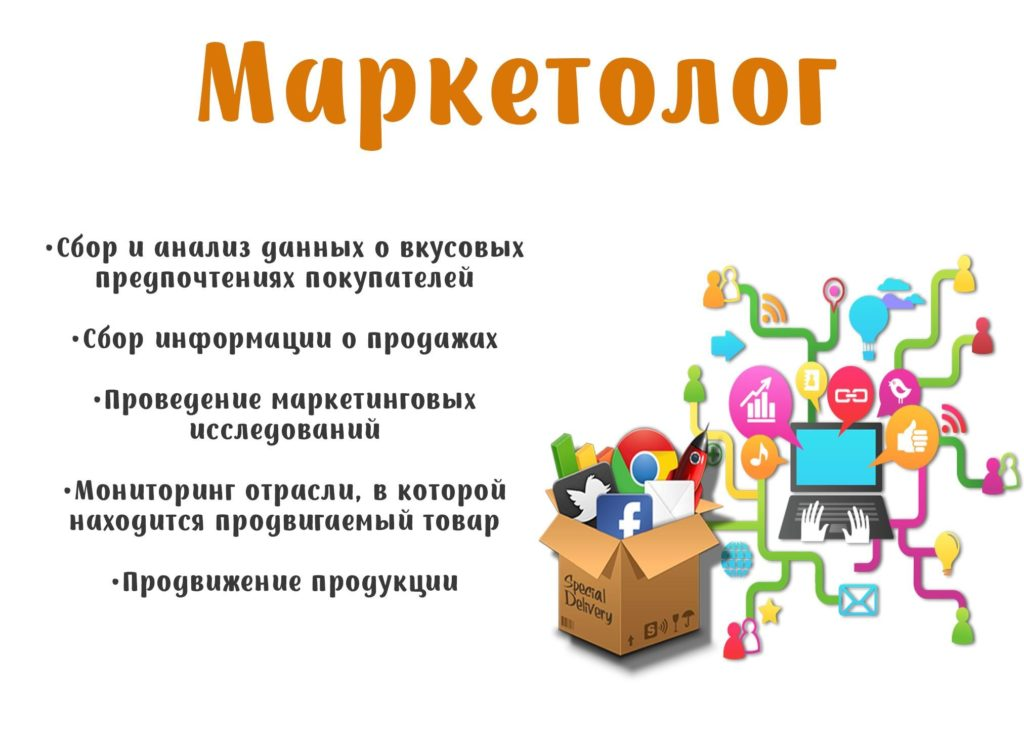 Маркетолог
•Сбор и анализ данных о вкусовых
предпочтениях покупателей
•Сбор информации о продажах
•Проведение маркетинговых
исследований
•Мониторинг отрасли, в которой
находится продвигаемый товар
•Продвижение продукции
f
Special
Delivery
S